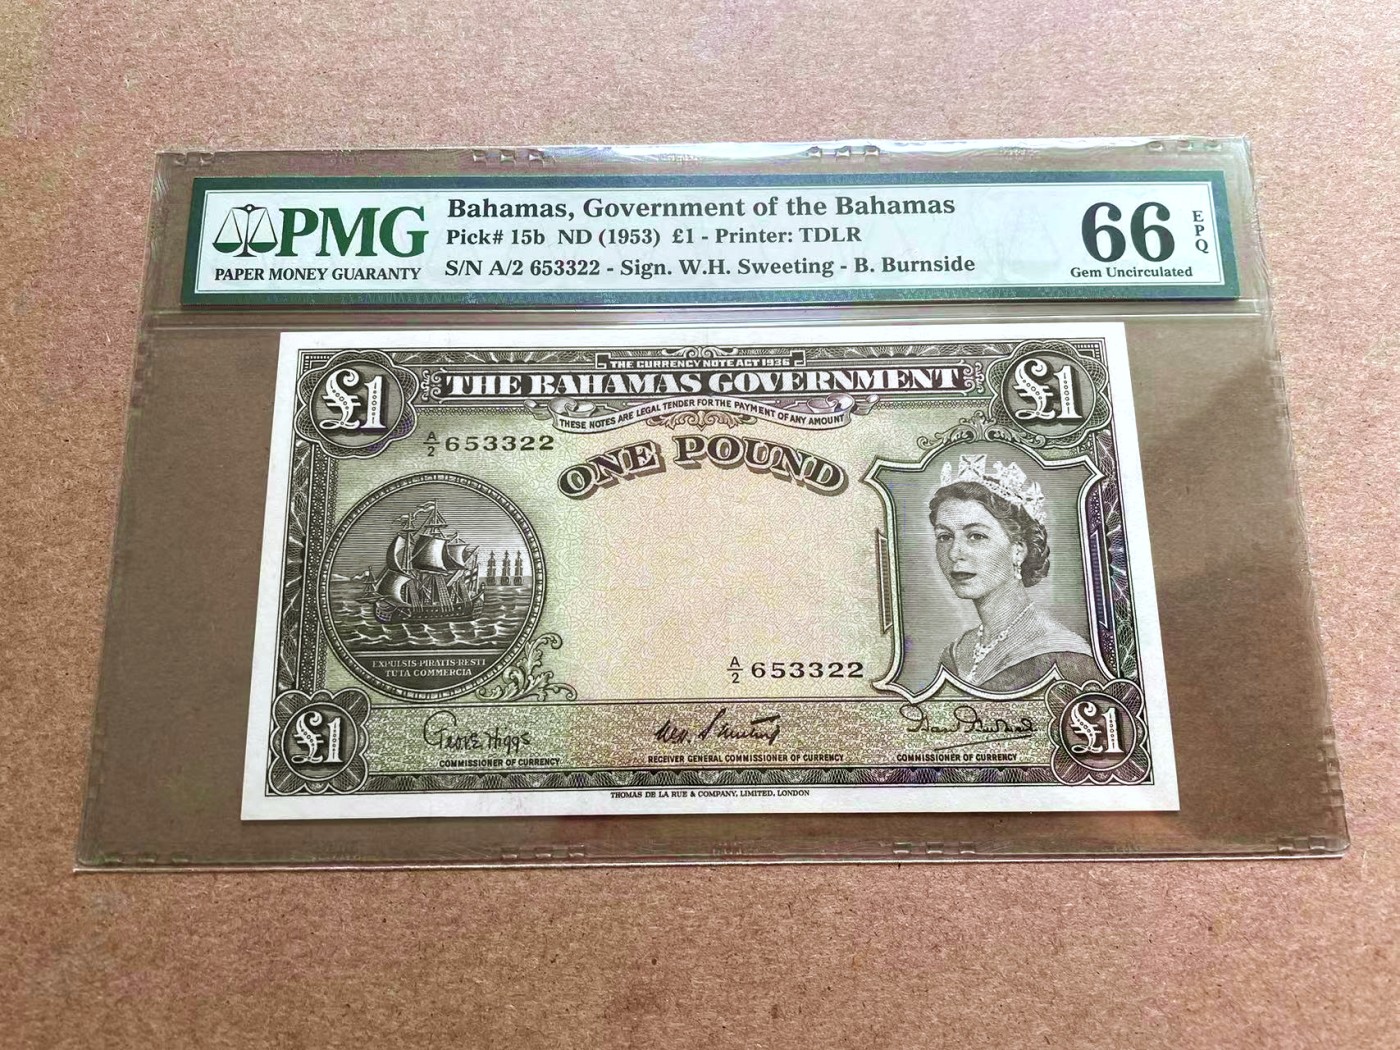 PMG
PAPER MONEY GUARANTY
Bahamas, Government of the Bahamas
Pick# 15b ND (1953) £1 - Printer: TDLR
S/N A/2 653322 - Sign. W.H. Sweeting - B. Burnside
66 EPQ
Gem Uncirculated
THE CURRENCY NOTE ACT 1936
£1 THE BAHAMAS GOVERNMENT £1
THESE NOTES ARE LEGAL TENDER FOR THE PAYMENT OF ANY AMOUNT
A/2 653322
ONE POUND
EXPULSIS PIRATIS RESTI
TUTA COMMERCIA
A/2 653322
£1 £1
George Higgs
COMMISSIONER OF CURRENCY
RECEIVER GENERAL COMMISSIONER OF CURRENCY
COMMISSIONER OF CURRENCY
THOMAS DE LA RUE & COMPANY, LIMITED, LONDON